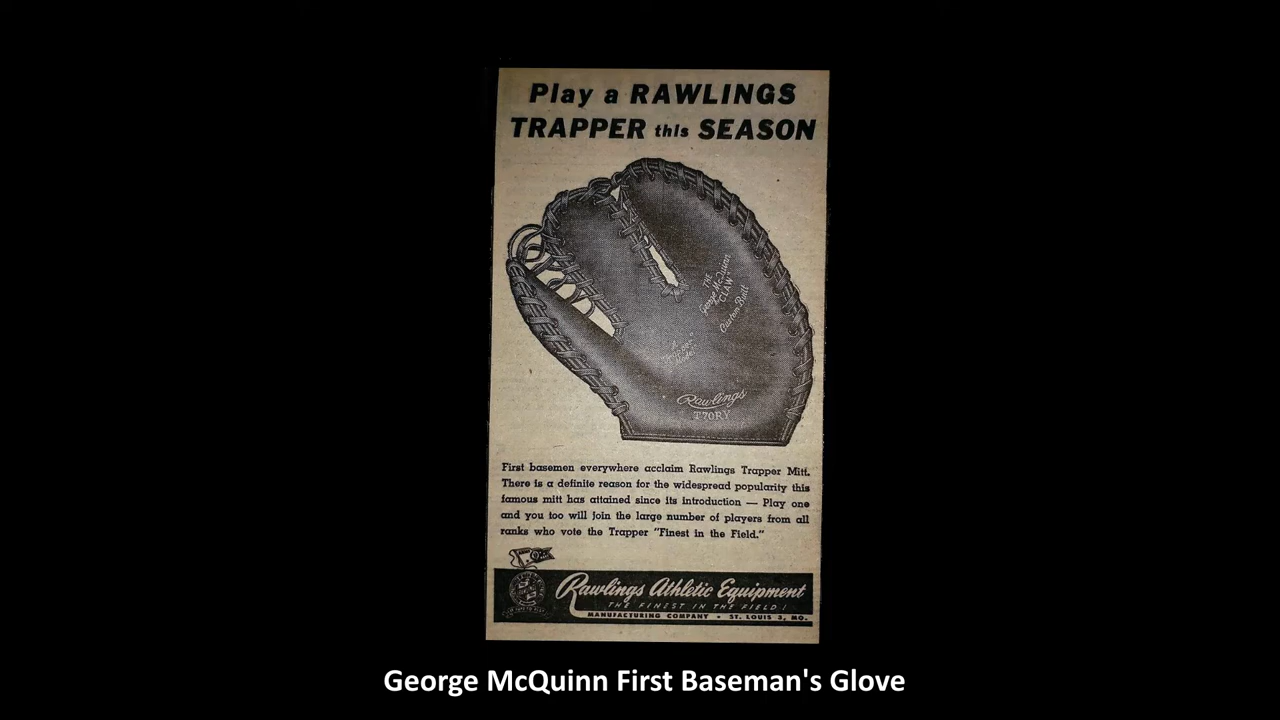 Play a RAWLINGS
TRAPPER this SEASON
THE
George McQuinn
"CLAW"
Custom Built
Rawlings
T70RY
First basemen everywhere acclaim Rawlings Trapper Mitt.
There is a definite reason for the widespread popularity this
famous mitt has attained since its introduction — Play one
and you too will join the large number of players from all
ranks who vote the Trapper "Finest in the Field."
Rawlings Athletic Equipment
THE FINEST IN THE FIELD!
MANUFACTURING COMPANY • ST. LOUIS 3, MO.
George McQuinn First Baseman's Glove